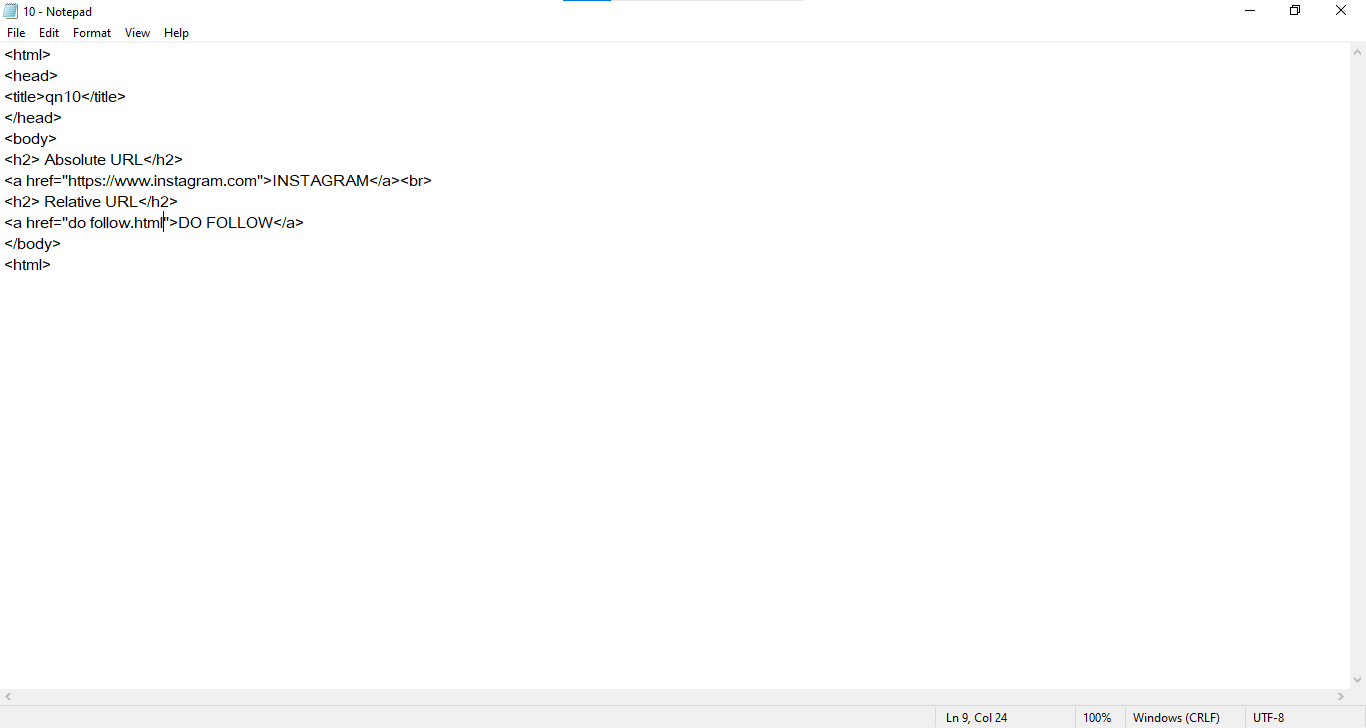 10 - Notepad
File Edit Format View Help
<html>
<head>
<title>qn10</title>
</head>
<body>
<h2> Absolute URL</h2>
<a href="https://www.instagram.com">INSTAGRAM</a><br>
<h2> Relative URL</h2>
<a href="do follow.html">DO FOLLOW</a>
</body>
<html>
Ln 9, Col 24 100% Windows (CRLF) UTF-8